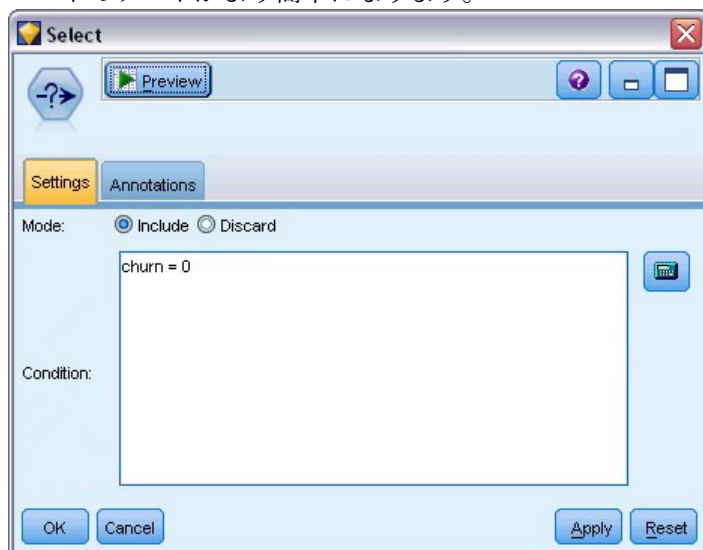 Select
Preview
Settings Annotations
Mode: Include Discard
churn = 0
Condition:
OK Cancel Apply Reset